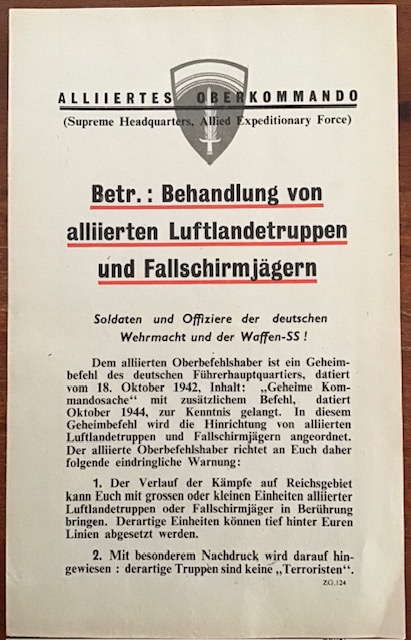 ALLIIERTES OBERKOMMANDO
(Supreme Headquarters, Allied Expeditionary Force)
Betr. : Behandlung von
alliierten Luftlandetruppen
und Fallschirmjägern
Soldaten und Offiziere der deutschen
Wehrmacht und der Waffen-SS !
Dem alliierten Oberbefehlshaber ist ein Geheim-
befehl des deutschen Führerhauptquartiers, datiert
vom 18. Oktober 1942, Inhalt: „Geheime Kom-
mandosache“ mit zusätzlichem Befehl, datiert
Oktober 1944, zur Kenntnis gelangt. In diesem
Geheimbefehl wird die Hinrichtung von alliierten
Luftlandetruppen und Fallschirmjägern angeordnet.
Der alliierte Oberbefehlshaber richtet an Euch daher
folgende eindringliche Warnung:
1. Der Verlauf der Kämpfe auf Reichsgebiet
kann Euch mit grossen oder kleinen Einheiten alliierter
Luftlandetruppen oder Fallschirmjäger in Berührung
bringen. Derartige Einheiten können tief hinter Euren
Linien abgesetzt werden.
2. Mit besonderem Nachdruck wird darauf hin-
gewiesen : derartige Truppen sind keine „Terroristen“.
ZG.124